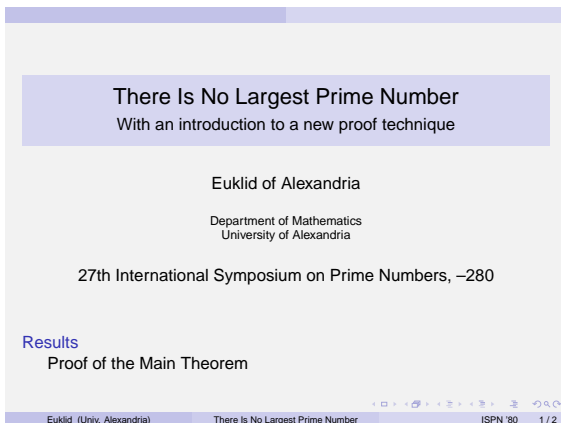 There Is No Largest Prime Number
With an introduction to a new proof technique
Euklid of Alexandria
Department of Mathematics
University of Alexandria
27th International Symposium on Prime Numbers, –280
Results
Proof of the Main Theorem
Euklid (Univ. Alexandria) There Is No Largest Prime Number ISPN '80 1 / 2